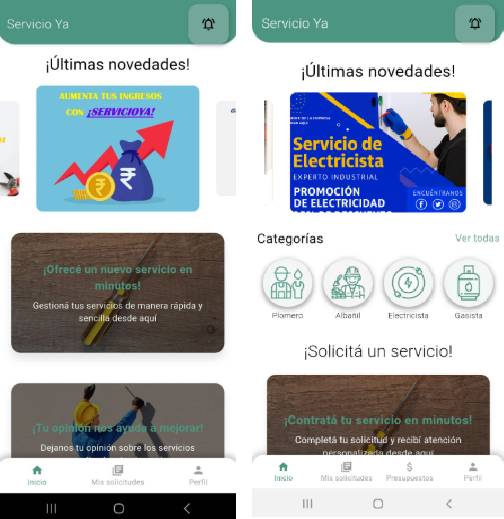 Servicio Ya
¡Últimas novedades!
AUMENTA TUS INGRESOS
CON ¡SERVICIOYA!
¡Ofrecé un nuevo servicio en
minutos!
Gestioná tus servicios de manera rápida y
sencilla desde aquí
¡Tu opinión nos ayuda a mejorar!
Dejanos tu opinión sobre los servicios
Inicio
Mis solicitudes
Perfil
Servicio Ya
¡Últimas novedades!
Servicio de
Electricista
EXPERTO INDUSTRIAL
PROMOCIÓN
DE ELECTRICIDAD
ENCUÉNTRANOS
Categorías
Ver todas
Plomero
Albañil
Electricista
Gasista
¡Solicitá un servicio!
¡Contratá tu servicio en minutos!
Completa tu solicitud y recibí atención
personalizada desde aquí
Inicio
Mis solicitudes
Presupuestos
Perfil